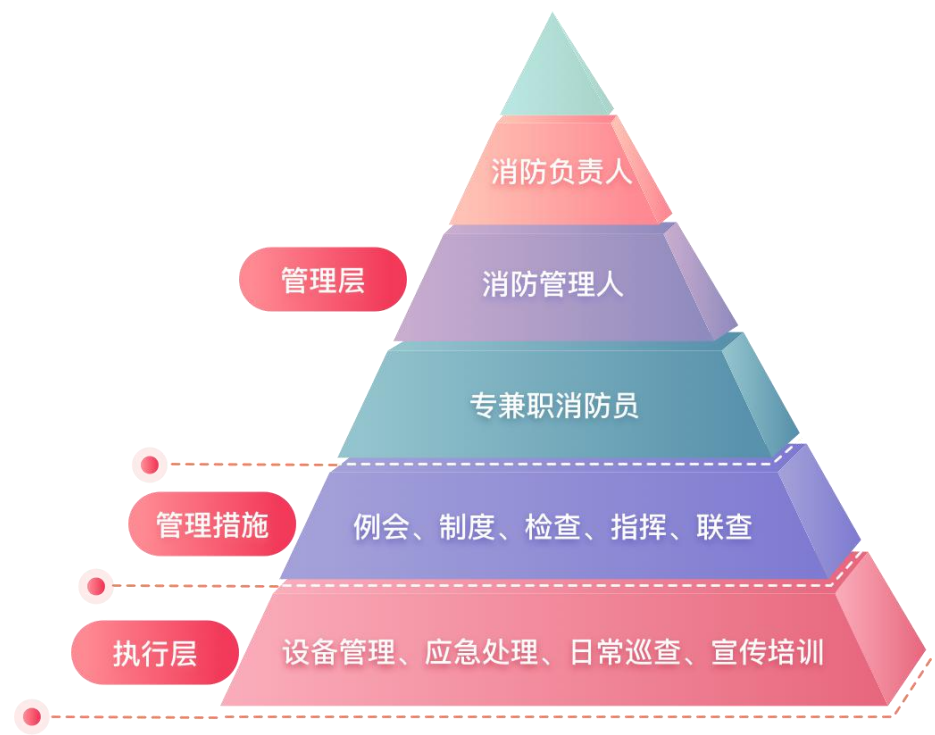 消防负责人
管理层
消防管理人
专兼职消防员
管理措施
例会、制度、检查、指挥、联查
执行层
设备管理、应急处理、日常巡查、宣传培训